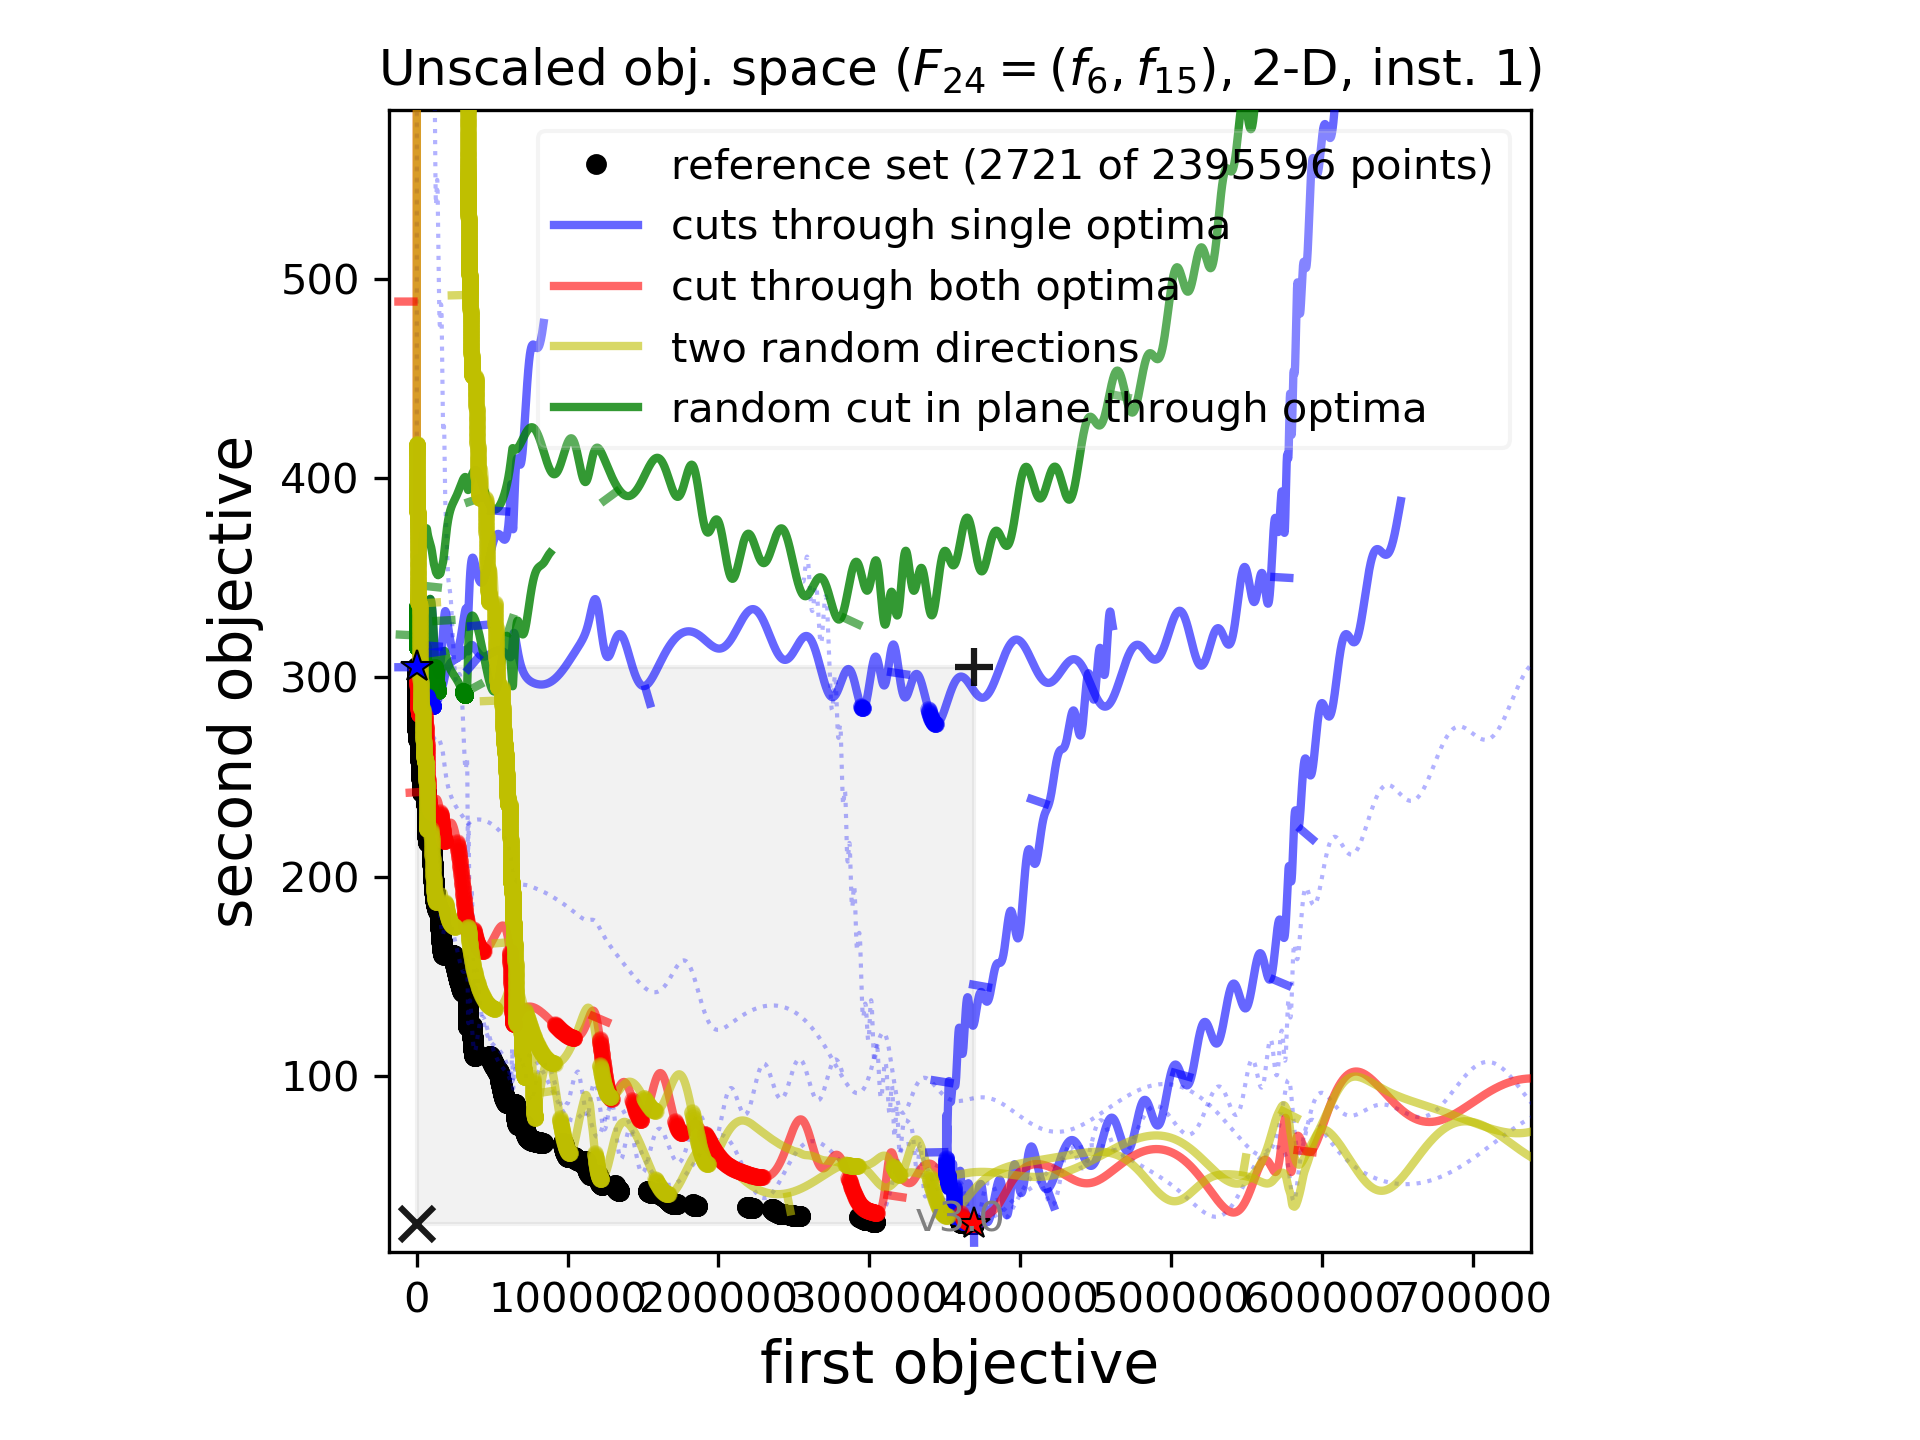 Unscaled obj. space (F24 = (f6, f15), 2-D, inst. 1)
reference set (2721 of 2395596 points)
cuts through single optima
cut through both optima
two random directions
random cut in plane through optima
500
400
300
200
100
second objective
v3.0
0 100000 200000 300000 400000 500000 600000 700000
first objective